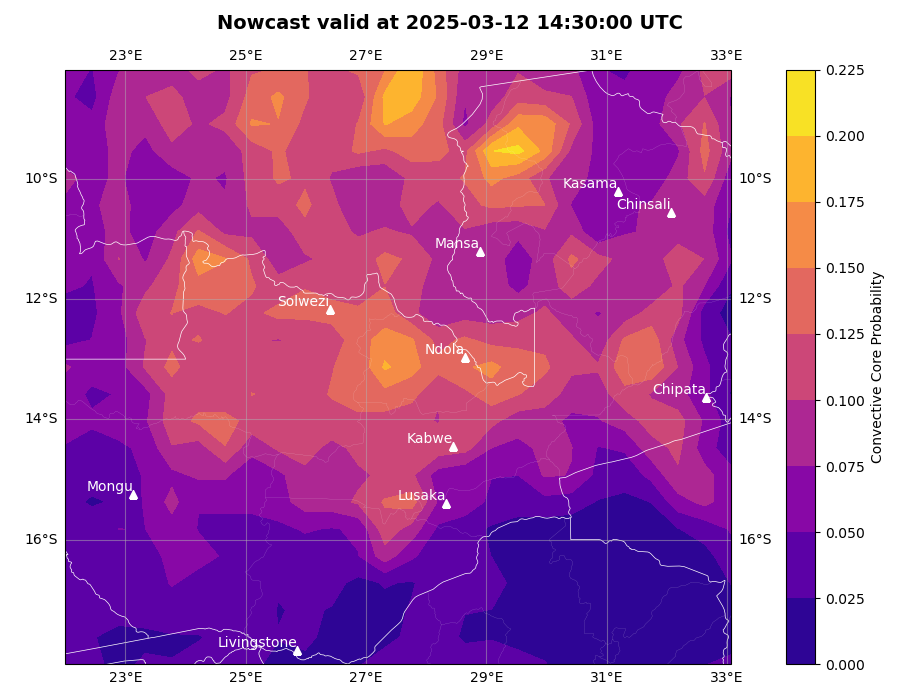 Nowcast valid at 2025-03-12 14:30:00 UTC
23°E 25°E 27°E 29°E 31°E 33°E
0.225
0.200
10°S Kasama 10°S
Chinsali
0.175
Mansa
0.150
12°S Solwezi 12°S
0.125
Ndola
Chipata
0.100
14°S Kabwe 14°S
0.075
Mongu Lusaka
0.050
16°S 16°S
0.025
Livingstone
0.000
23°E 25°E 27°E 29°E 31°E 33°E
Convective Core Probability